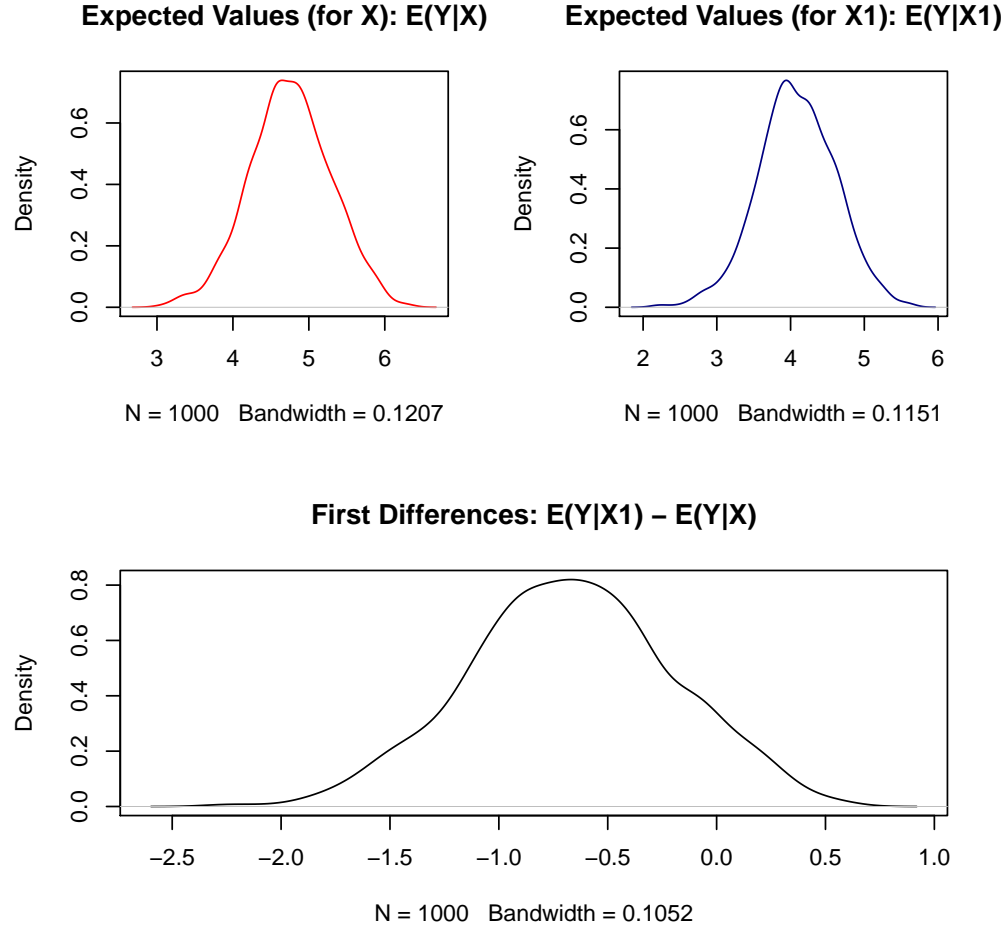 Expected Values (for X): E(Y|X)
Density
0.0 0.2 0.4 0.6
3 4 5 6
N = 1000 Bandwidth = 0.1207
Expected Values (for X1): E(Y|X1)
Density
0.0 0.2 0.4 0.6
2 3 4 5 6
N = 1000 Bandwidth = 0.1151
First Differences: E(Y|X1) − E(Y|X)
Density
0.0 0.2 0.4 0.6 0.8
−2.5 −2.0 −1.5 −1.0 −0.5 0.0 0.5 1.0
N = 1000 Bandwidth = 0.1052